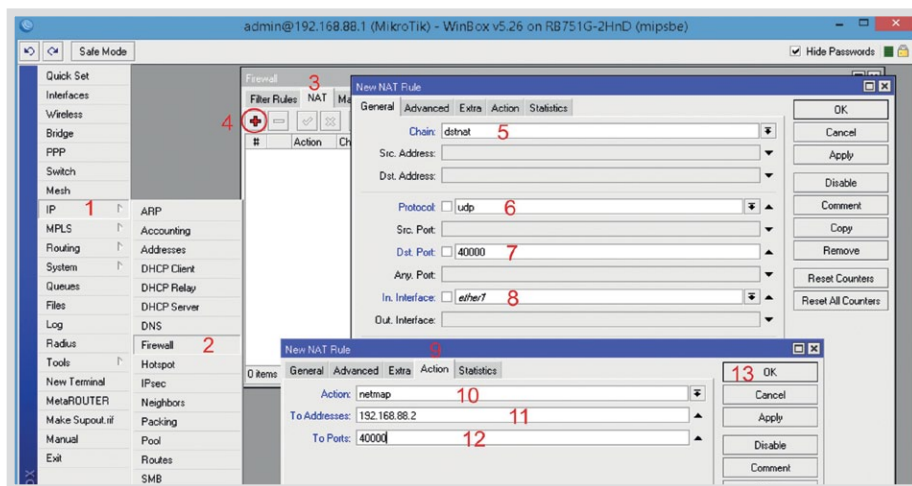 admin@192.168.88.1 (MikroTik) - WinBox v5.26 on RB751G-2HnD (mipsbe)
Safe Mode
Hide Passwords
Quick Set
Interfaces
Wireless
Bridge
PPP
Switch
Mesh
IP 1
MPLS
Routing
System
Queues
Files
Log
Radius
Tools
New Terminal
MetaROUTER
Make Supout.rif
Manual
Exit
ARP
Accounting
Addresses
DHCP Client
DHCP Relay
DHCP Server
DNS
Firewall 2
Hotspot
IPsec
Neighbors
Packing
Pool
Routes
SMB
Firewall
3
Filter Rules NAT
4
# Action
0 items
New NAT Rule
General Advanced Extra Action Statistics
Chain: dstnat 5
Src. Address:
Dst. Address:
Protocol: udp 6
Src. Port:
Dst. Port: 40000 7
Any. Port:
In. Interface: ether1 8
Out. Interface:
OK
Cancel
Apply
Disable
Comment
Copy
Remove
Reset Counters
Reset All Counters
New NAT Rule
9
General Advanced Extra Action Statistics
Action: netmap 10
To Addresses: 192.168.88.2 11
To Ports: 40000 12
13 OK
Cancel
Apply
Disable
Comment